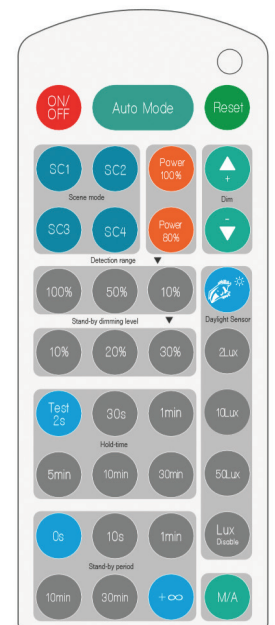 ON/
OFF
Auto Mode
Reset
SC1
SC2
Power
100%
+
Scene mode
Dim
SC3
SC4
Power
80%
-
Detection range
100%
50%
10%
Stand-by dimming level
Daylight Sensor
10%
20%
30%
2Lux
Test
2s
30s
1min
10Lux
Hold-time
5min
10min
30min
50Lux
0s
10s
1min
Lux
Disable
Stand-by period
10min
30min
+∞
M/A